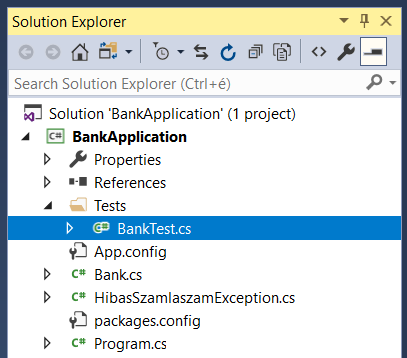 Solution Explorer
Search Solution Explorer (Ctrl+é)
Solution 'BankApplication' (1 project)
C# BankApplication
Properties
References
Tests
C# BankTest.cs
App.config
C# Bank.cs
C# HibasSzamlaszamException.cs
packages.config
C# Program.cs